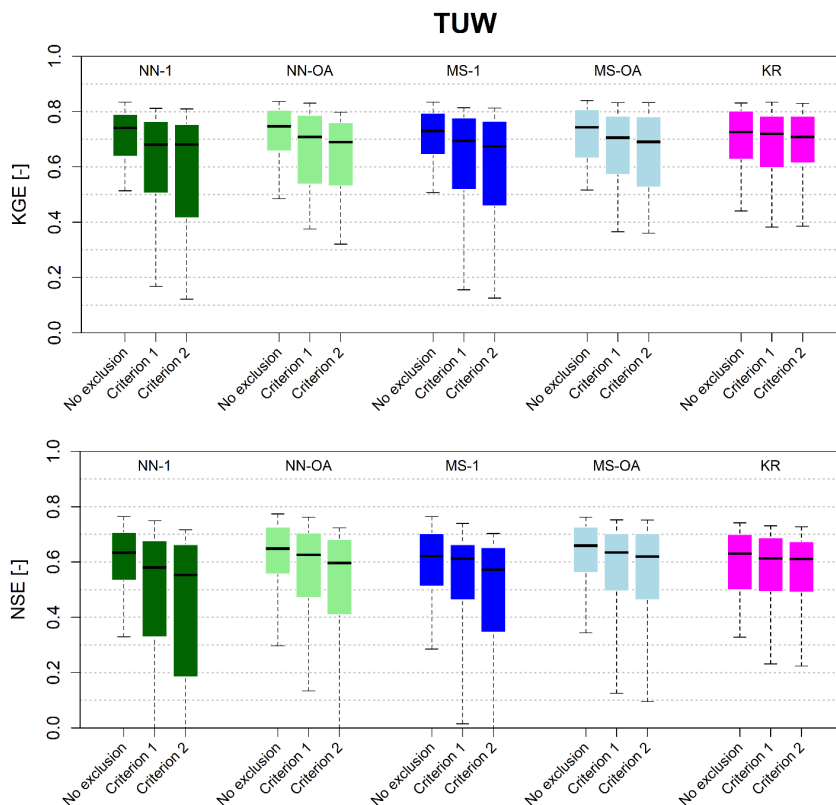 TUW
NN-1 NN-OA MS-1 MS-OA KR
KGE [-]
1.0
0.8
0.6
0.4
0.2
0.0
No exclusion Criterion 1 Criterion 2 No exclusion Criterion 1 Criterion 2 No exclusion Criterion 1 Criterion 2 No exclusion Criterion 1 Criterion 2 No exclusion Criterion 1 Criterion 2
NN-1 NN-OA MS-1 MS-OA KR
NSE [-]
1.0
0.8
0.6
0.4
0.2
0.0
No exclusion Criterion 1 Criterion 2 No exclusion Criterion 1 Criterion 2 No exclusion Criterion 1 Criterion 2 No exclusion Criterion 1 Criterion 2 No exclusion Criterion 1 Criterion 2